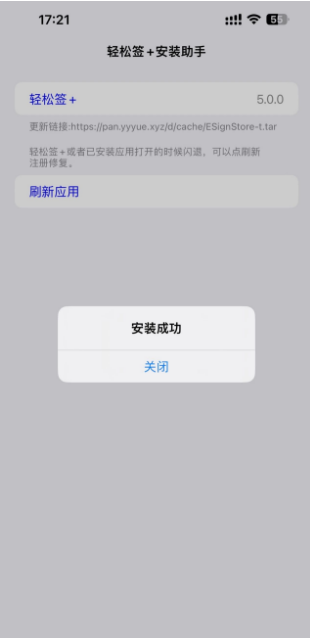 17:21
55
轻松签+安装助手
轻松签+ 5.0.0
更新链接:https://pan.yyyue.xyz/d/cache/ESignStore-t.tar
轻松签+或者已安装应用打开的时候闪退，可以点刷新
注册修复。
刷新应用
安装成功
关闭